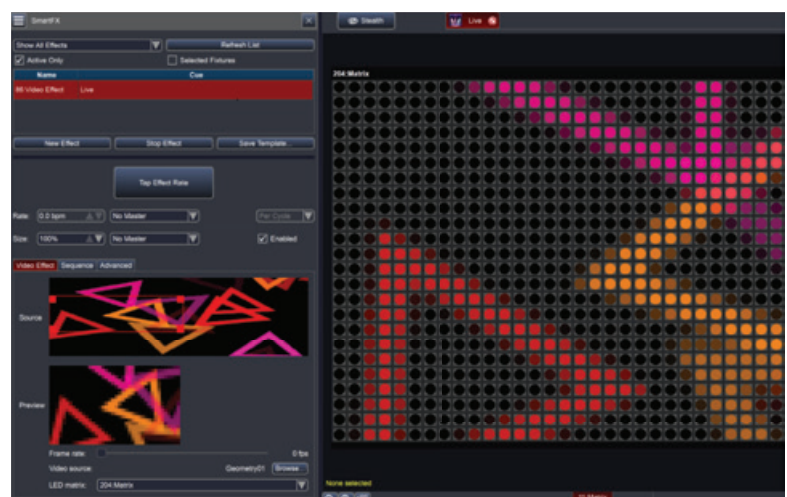 SmartFX
Stealth
Live
Show All Effects
Refresh List
Active Only
Selected Fixtures
Name
Cue
Video Effect
Live
New Effect
Stop Effect
Save Template...
Tap Effect Rate
Rate:
0.0 bpm
No Master
Per Cycle
Size:
100%
No Master
Enabled
Video Effect
Sequence
Advanced
Source
Preview
Frame rate:
0 fps
Video source:
Geometry01
Browse...
LED matrix:
204:Matrix
204:Matrix
None selected